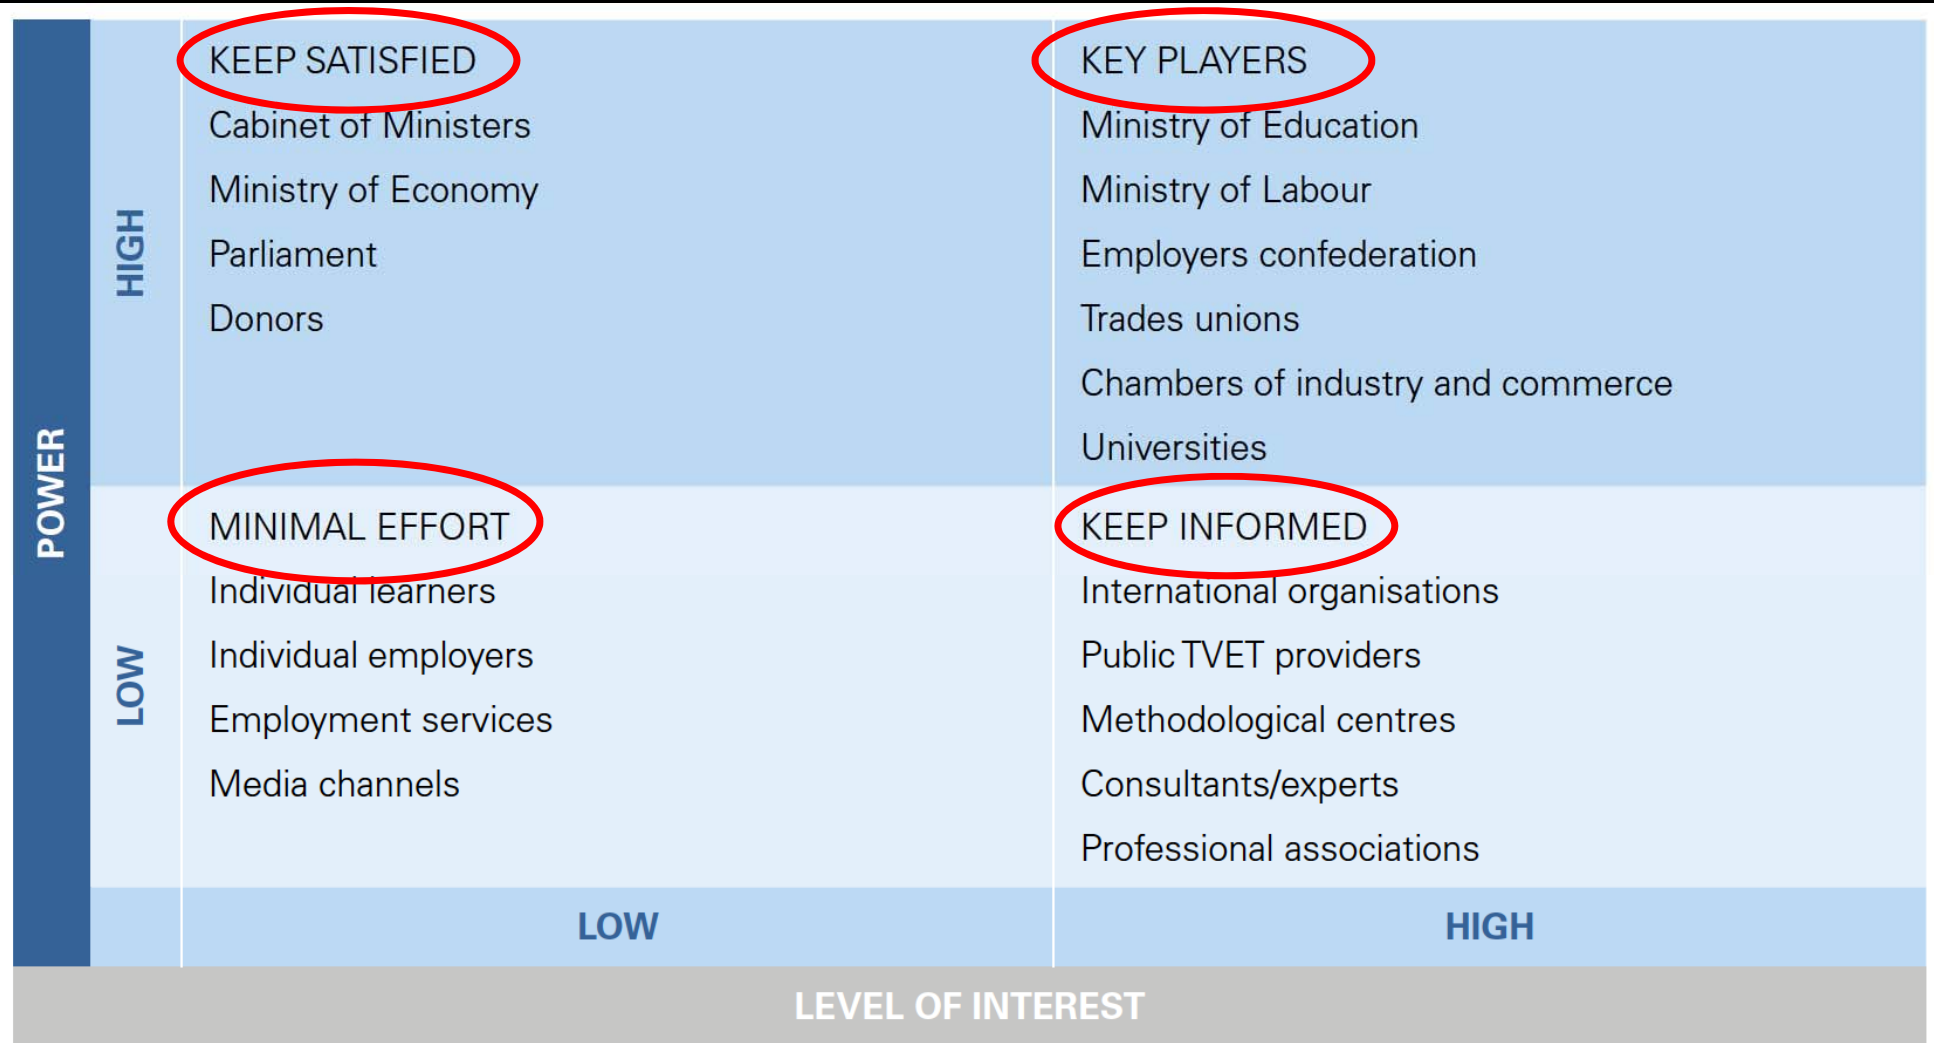 POWER
HIGH
KEEP SATISFIED
Cabinet of Ministers
Ministry of Economy
Parliament
Donors
KEY PLAYERS
Ministry of Education
Ministry of Labour
Employers confederation
Trades unions
Chambers of industry and commerce
Universities
LOW
MINIMAL EFFORT
Individual learners
Individual employers
Employment services
Media channels
KEEP INFORMED
International organisations
Public TVET providers
Methodological centres
Consultants/experts
Professional associations
LOW
HIGH
LEVEL OF INTEREST